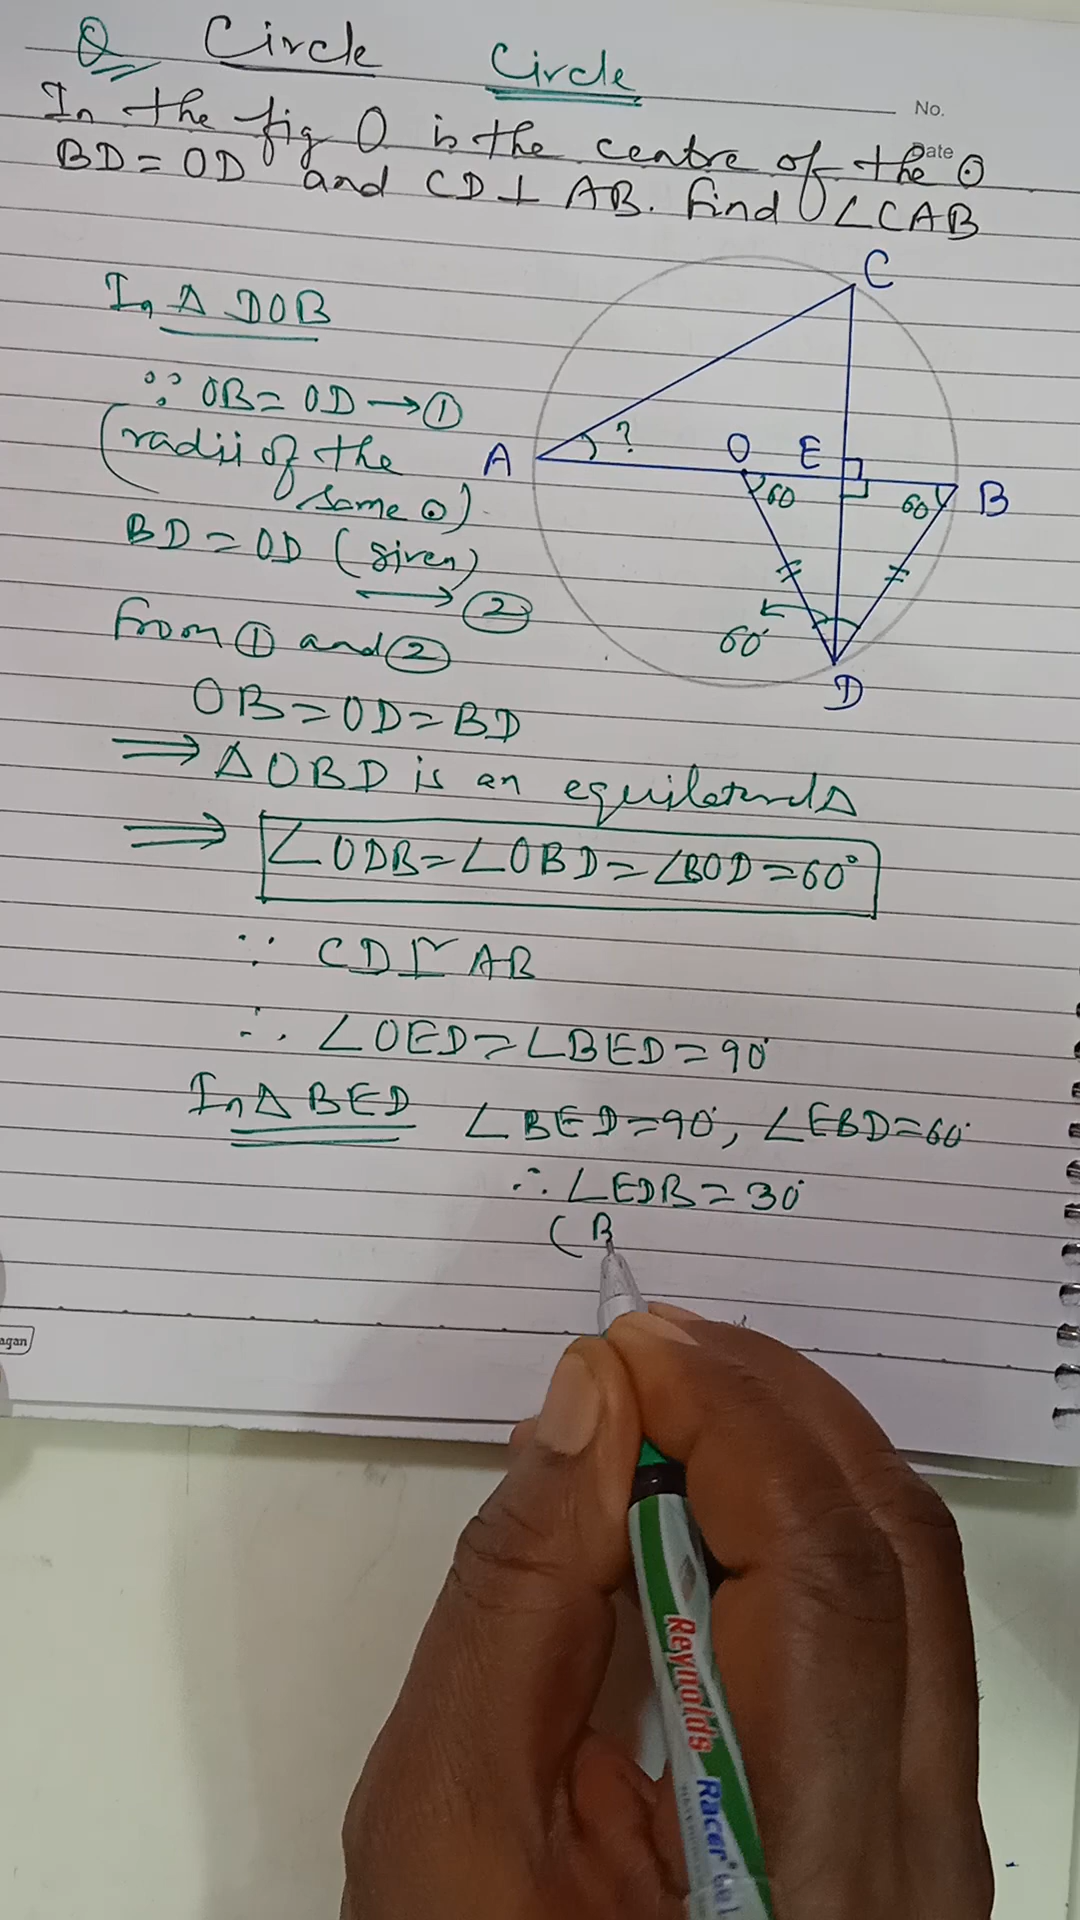 Q Circle Circle
No.
Date
In the fig O is the centre of the ⊙
BD = OD and CD ⊥ AB. Find ∠CAB
In Δ DOB
∵ OB = OD → ①
(radii of the
same ⊙)
BD = OD (given)
→ ②
From ① and ②
OB = OD = BD
⇒ Δ OBD is an equilateral Δ
⇒ ∠ODB = ∠OBD = ∠BOD = 60°
∵ CD ⊥r AB
∴ ∠OED = ∠BED = 90°
In Δ BED ∠BED = 90°, ∠EBD = 60°
∴ ∠EDB = 30°
(B
C
A ? O E B
60 60
60°
D
agan
Reynolds Racer Gel